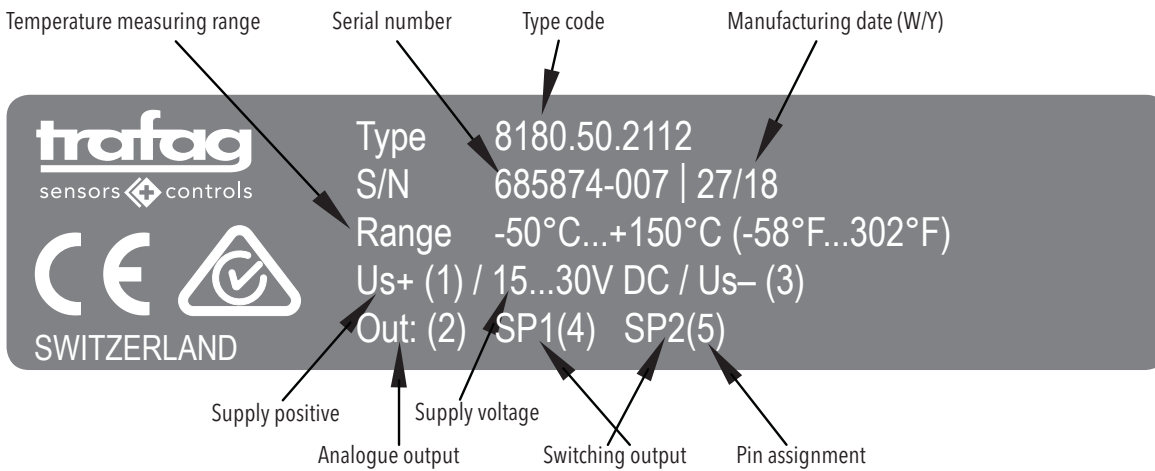 Temperature measuring range
Serial number
Type code
Manufacturing date (W/Y)
trafag
sensors controls
CE
SWITZERLAND
Type 8180.50.2112
S/N 685874-007 | 27/18
Range -50°C...+150°C (-58°F...302°F)
Us+ (1) / 15...30V DC / Us– (3)
Out: (2) SP1(4) SP2(5)
Supply positive
Supply voltage
Analogue output
Switching output
Pin assignment